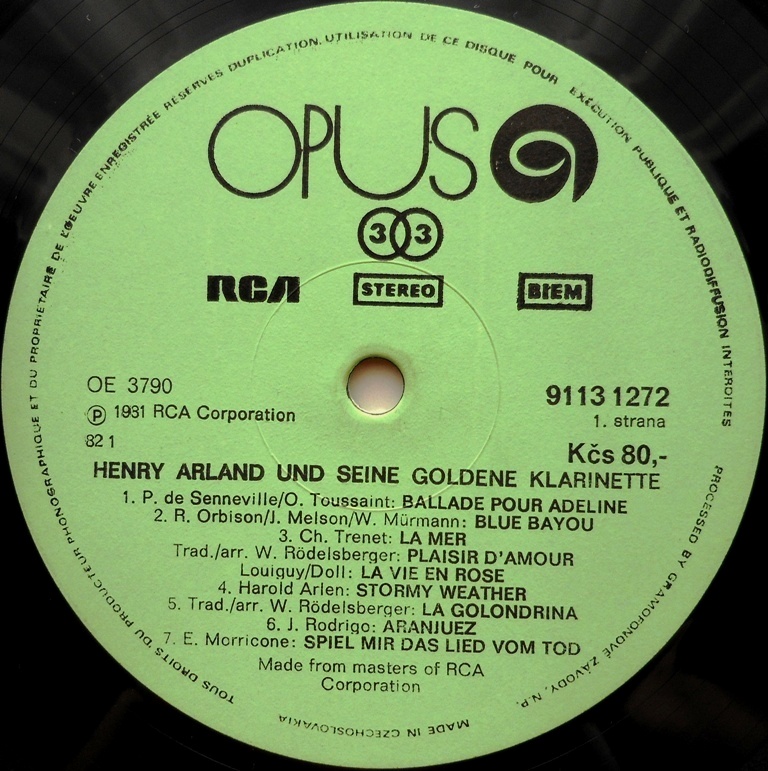 TOUS DROITS DU PRODUCTEUR PHONOGRAPHIQUE ET DU PROPRIÉTAIRE DE L'OEUVRE ENREGISTRÉE RÉSERVÉS DUPLICATION. UTILISATION DE CE DISQUE POUR EXÉCUTION PUBLIQUE ET RADIODIFFUSION INTERDITES
OPUS
33
RCA STEREO BIEM
OE 3790
9113 1272
Ⓟ 1981 RCA Corporation
1. strana
82 1
Kčs 80,-
HENRY ARLAND UND SEINE GOLDENE KLARINETTE
1. P. de Senneville/O. Toussaint: BALLADE POUR ADELINE
2. R. Orbison/J. Melson/W. Mürmann: BLUE BAYOU
3. Ch. Trenet: LA MER
Trad./arr. W. Rödelsberger: PLAISIR D'AMOUR
Louiguy/Doll: LA VIE EN ROSE
4. Harold Arlen: STORMY WEATHER
5. Trad./arr. W. Rödelsberger: LA GOLONDRINA
6. J. Rodrigo: ARANJUEZ
7. E. Morricone: SPIEL MIR DAS LIED VOM TOD
Made from masters of RCA
Corporation
PROCESSED BY GRAMOFONOVÉ ZÁVODY, N.P.
MADE IN CZECHOSLOVAKIA